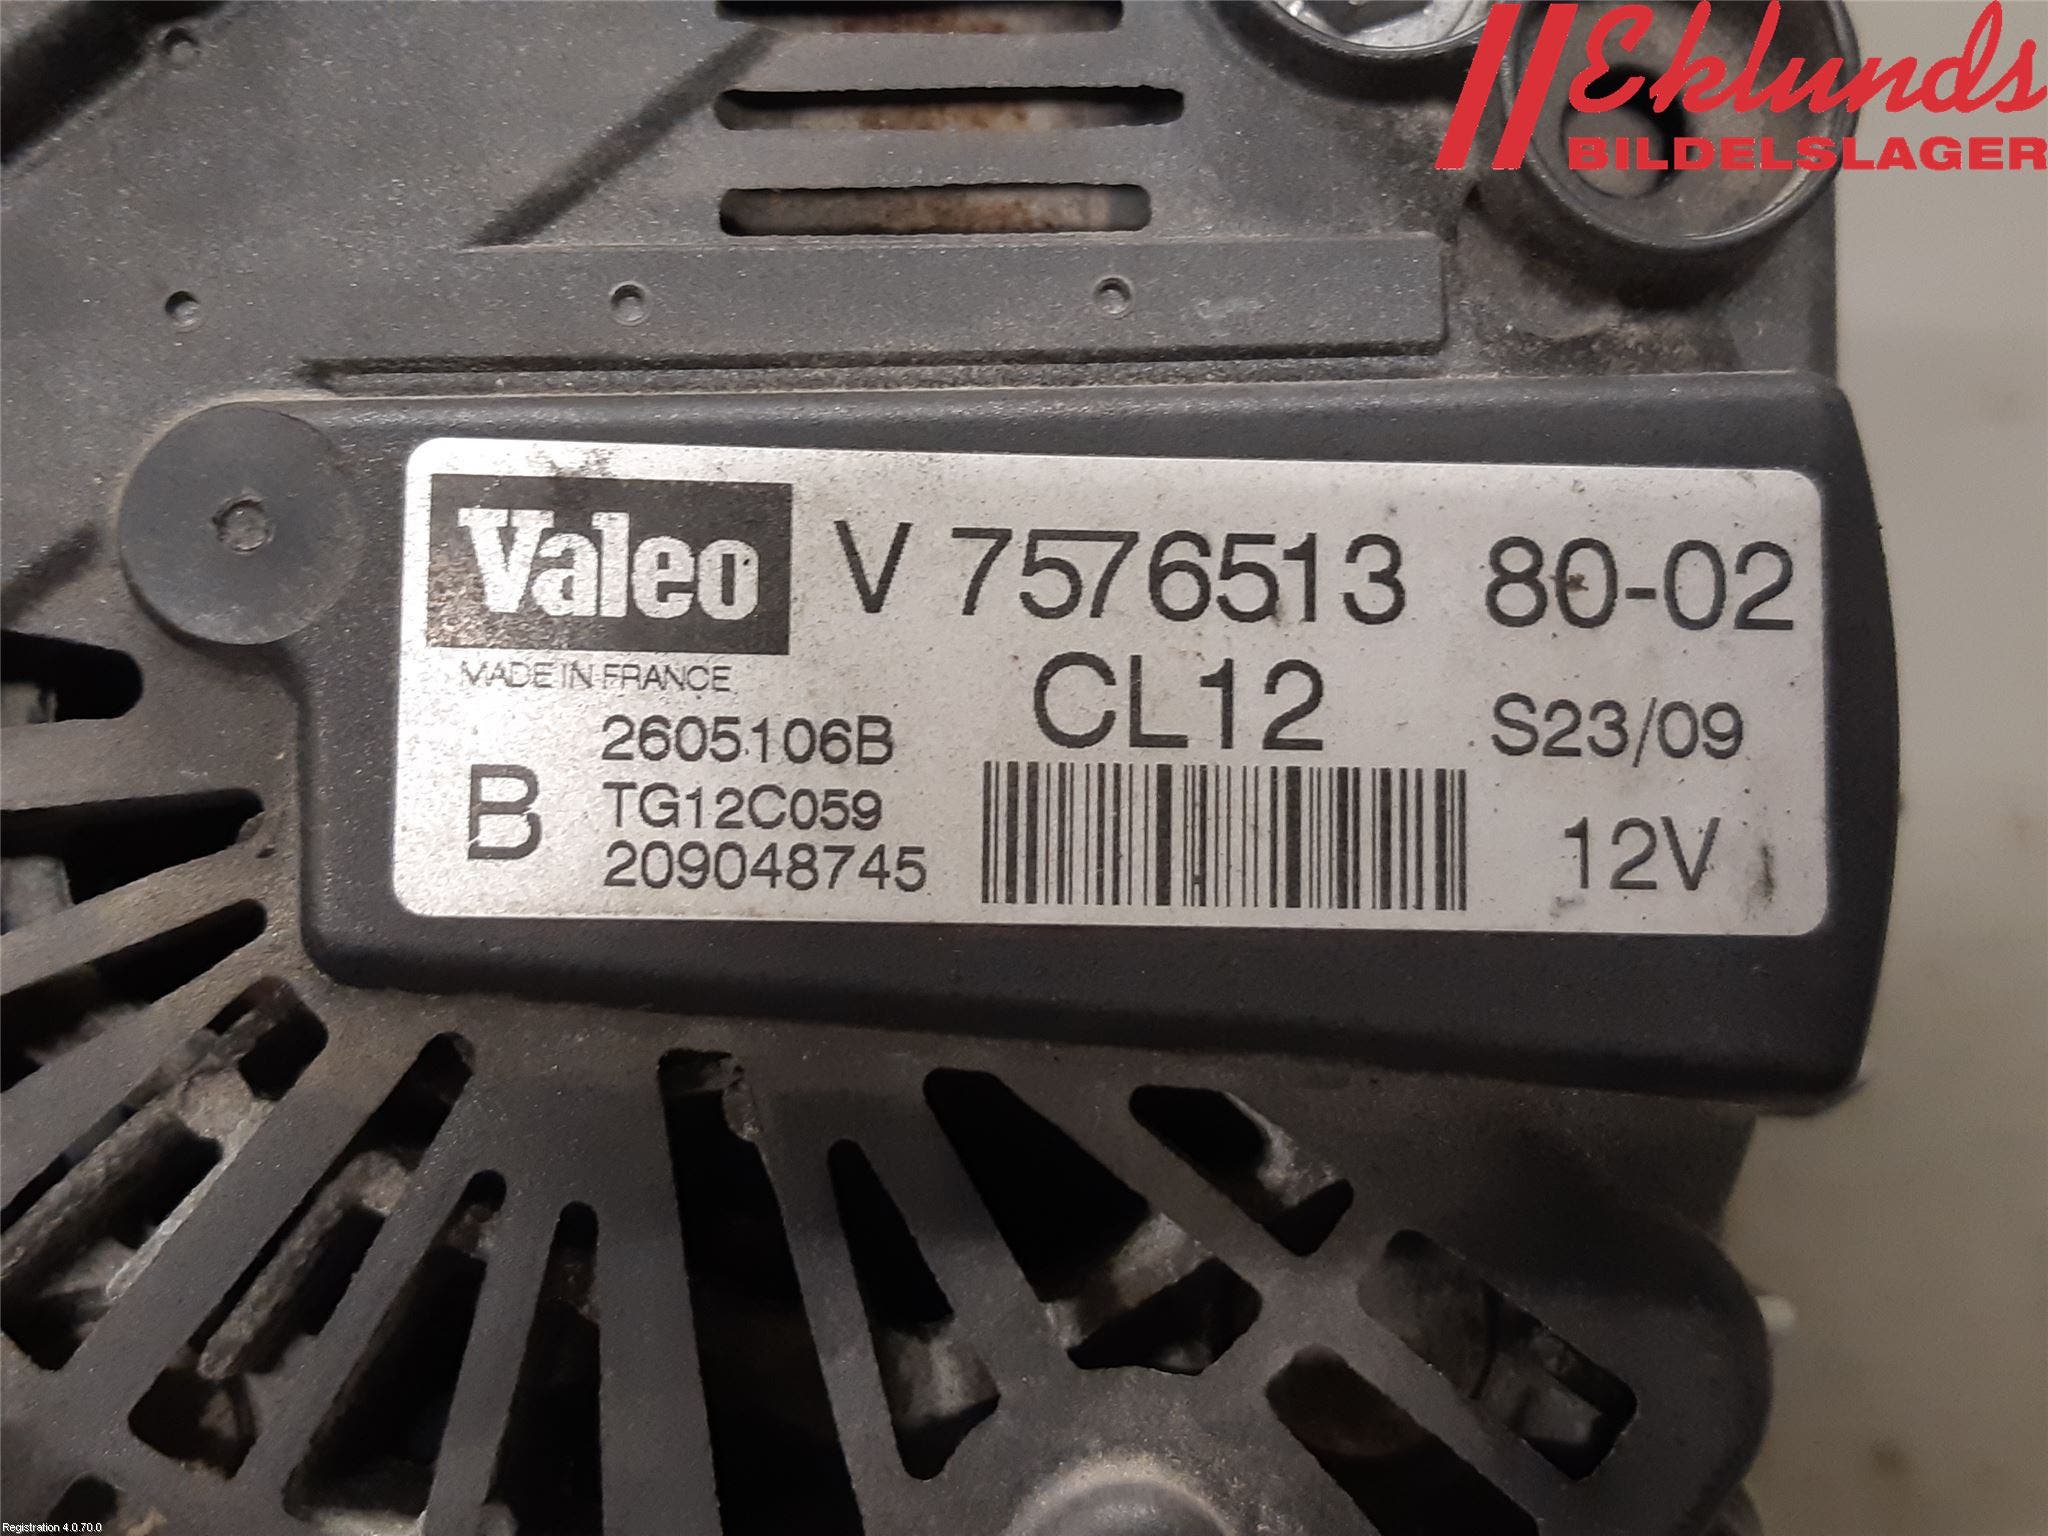 Eklunds
BILDELSLAGER
Valeo V 7576513 80-02
MADE IN FRANCE
CL12
2605106B
S23/09
B
TG12C059
12V
209048745
Registration 4.0.70.0